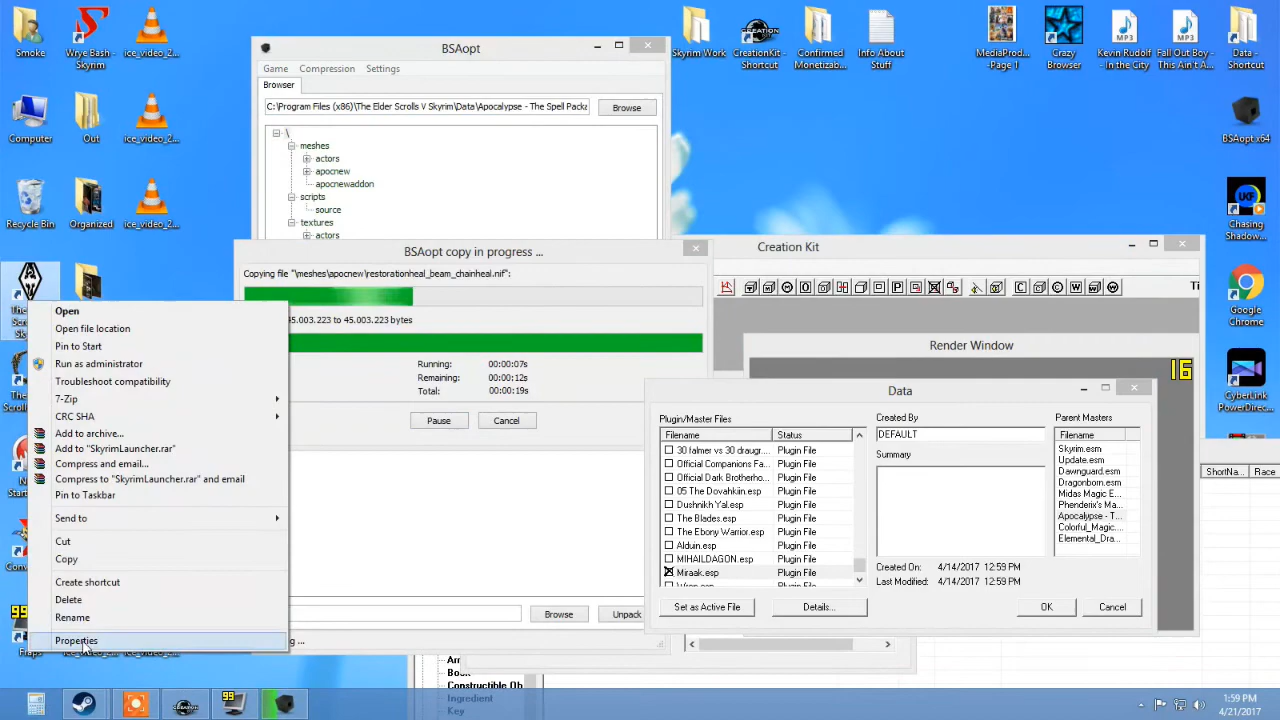 Smoke
Wrye Bash -
Skyrim
ice_video_2...
Computer
Out
ice_video_2...
Recycle Bin
Organized
ice_video_2...
BSAopt
Game
Compression
Settings
Browser
C:\Program Files (x86)\The Elder Scrolls V Skyrim\Data\Apocalypse - The Spell Packa
Browse
\
meshes
actors
apocnew
apocnewaddon
scripts
source
textures
actors
Skyrim Work
CreationKit -
Shortcut
Confirmed
Monetizab...
Info About
Stuff
MediaProd...
-Page 1
Crazy
Browser
Kevin Rudolf
- In the City
Fall Out Boy
- This Ain't A...
Data -
Shortcut
BSAopt x64
Chasing
Shadow...
Google
Chrome
CyberLink
PowerDirec...
BSAopt copy in progress ...
Copying file "\meshes\apocnew\restorationheal_beam_chainheal.nif":
45.003.223 to 45.003.223 bytes
Running: 00:00:07s
Remaining: 00:00:12s
Total: 00:00:19s
Pause
Cancel
Browse
Unpack
Open
Open file location
Pin to Start
Run as administrator
Troubleshoot compatibility
7-Zip
CRC SHA
Add to archive...
Add to "SkyrimLauncher.rar"
Compress and email...
Compress to "SkyrimLauncher.rar" and email
Pin to Taskbar
Send to
Cut
Copy
Create shortcut
Delete
Rename
Properties
Creation Kit
Render Window
16
Data
Plugin/Master Files
Filename
Status
30 falmer vs 30 draugr... Plugin File
Official Companions Fa... Plugin File
Official Dark Brotherho... Plugin File
05 The Dovahkiin.esp Plugin File
Dushnikh Yal.esp Plugin File
The Blades.esp Plugin File
The Ebony Warrior.esp Plugin File
Alduin.esp Plugin File
MIHAILDAGON.esp Plugin File
Miraak.esp Plugin File
Set as Active File
Details...
Created By
DEFAULT
Summary
Created On: 4/14/2017 12:59 PM
Last Modified: 4/14/2017 12:59 PM
OK
Cancel
Parent Masters
Filename
Skyrim.esm
Update.esm
Dawnguard.esm
Dragonborn.esm
Midas Magic E...
Phenderix's Ma...
Apocalypse - T...
Colorful_Magic...
Elemental_Dra...
ShortNa...
Race
Book
Constructible Ob
Ingredient
Key
99
1:59 PM
4/21/2017